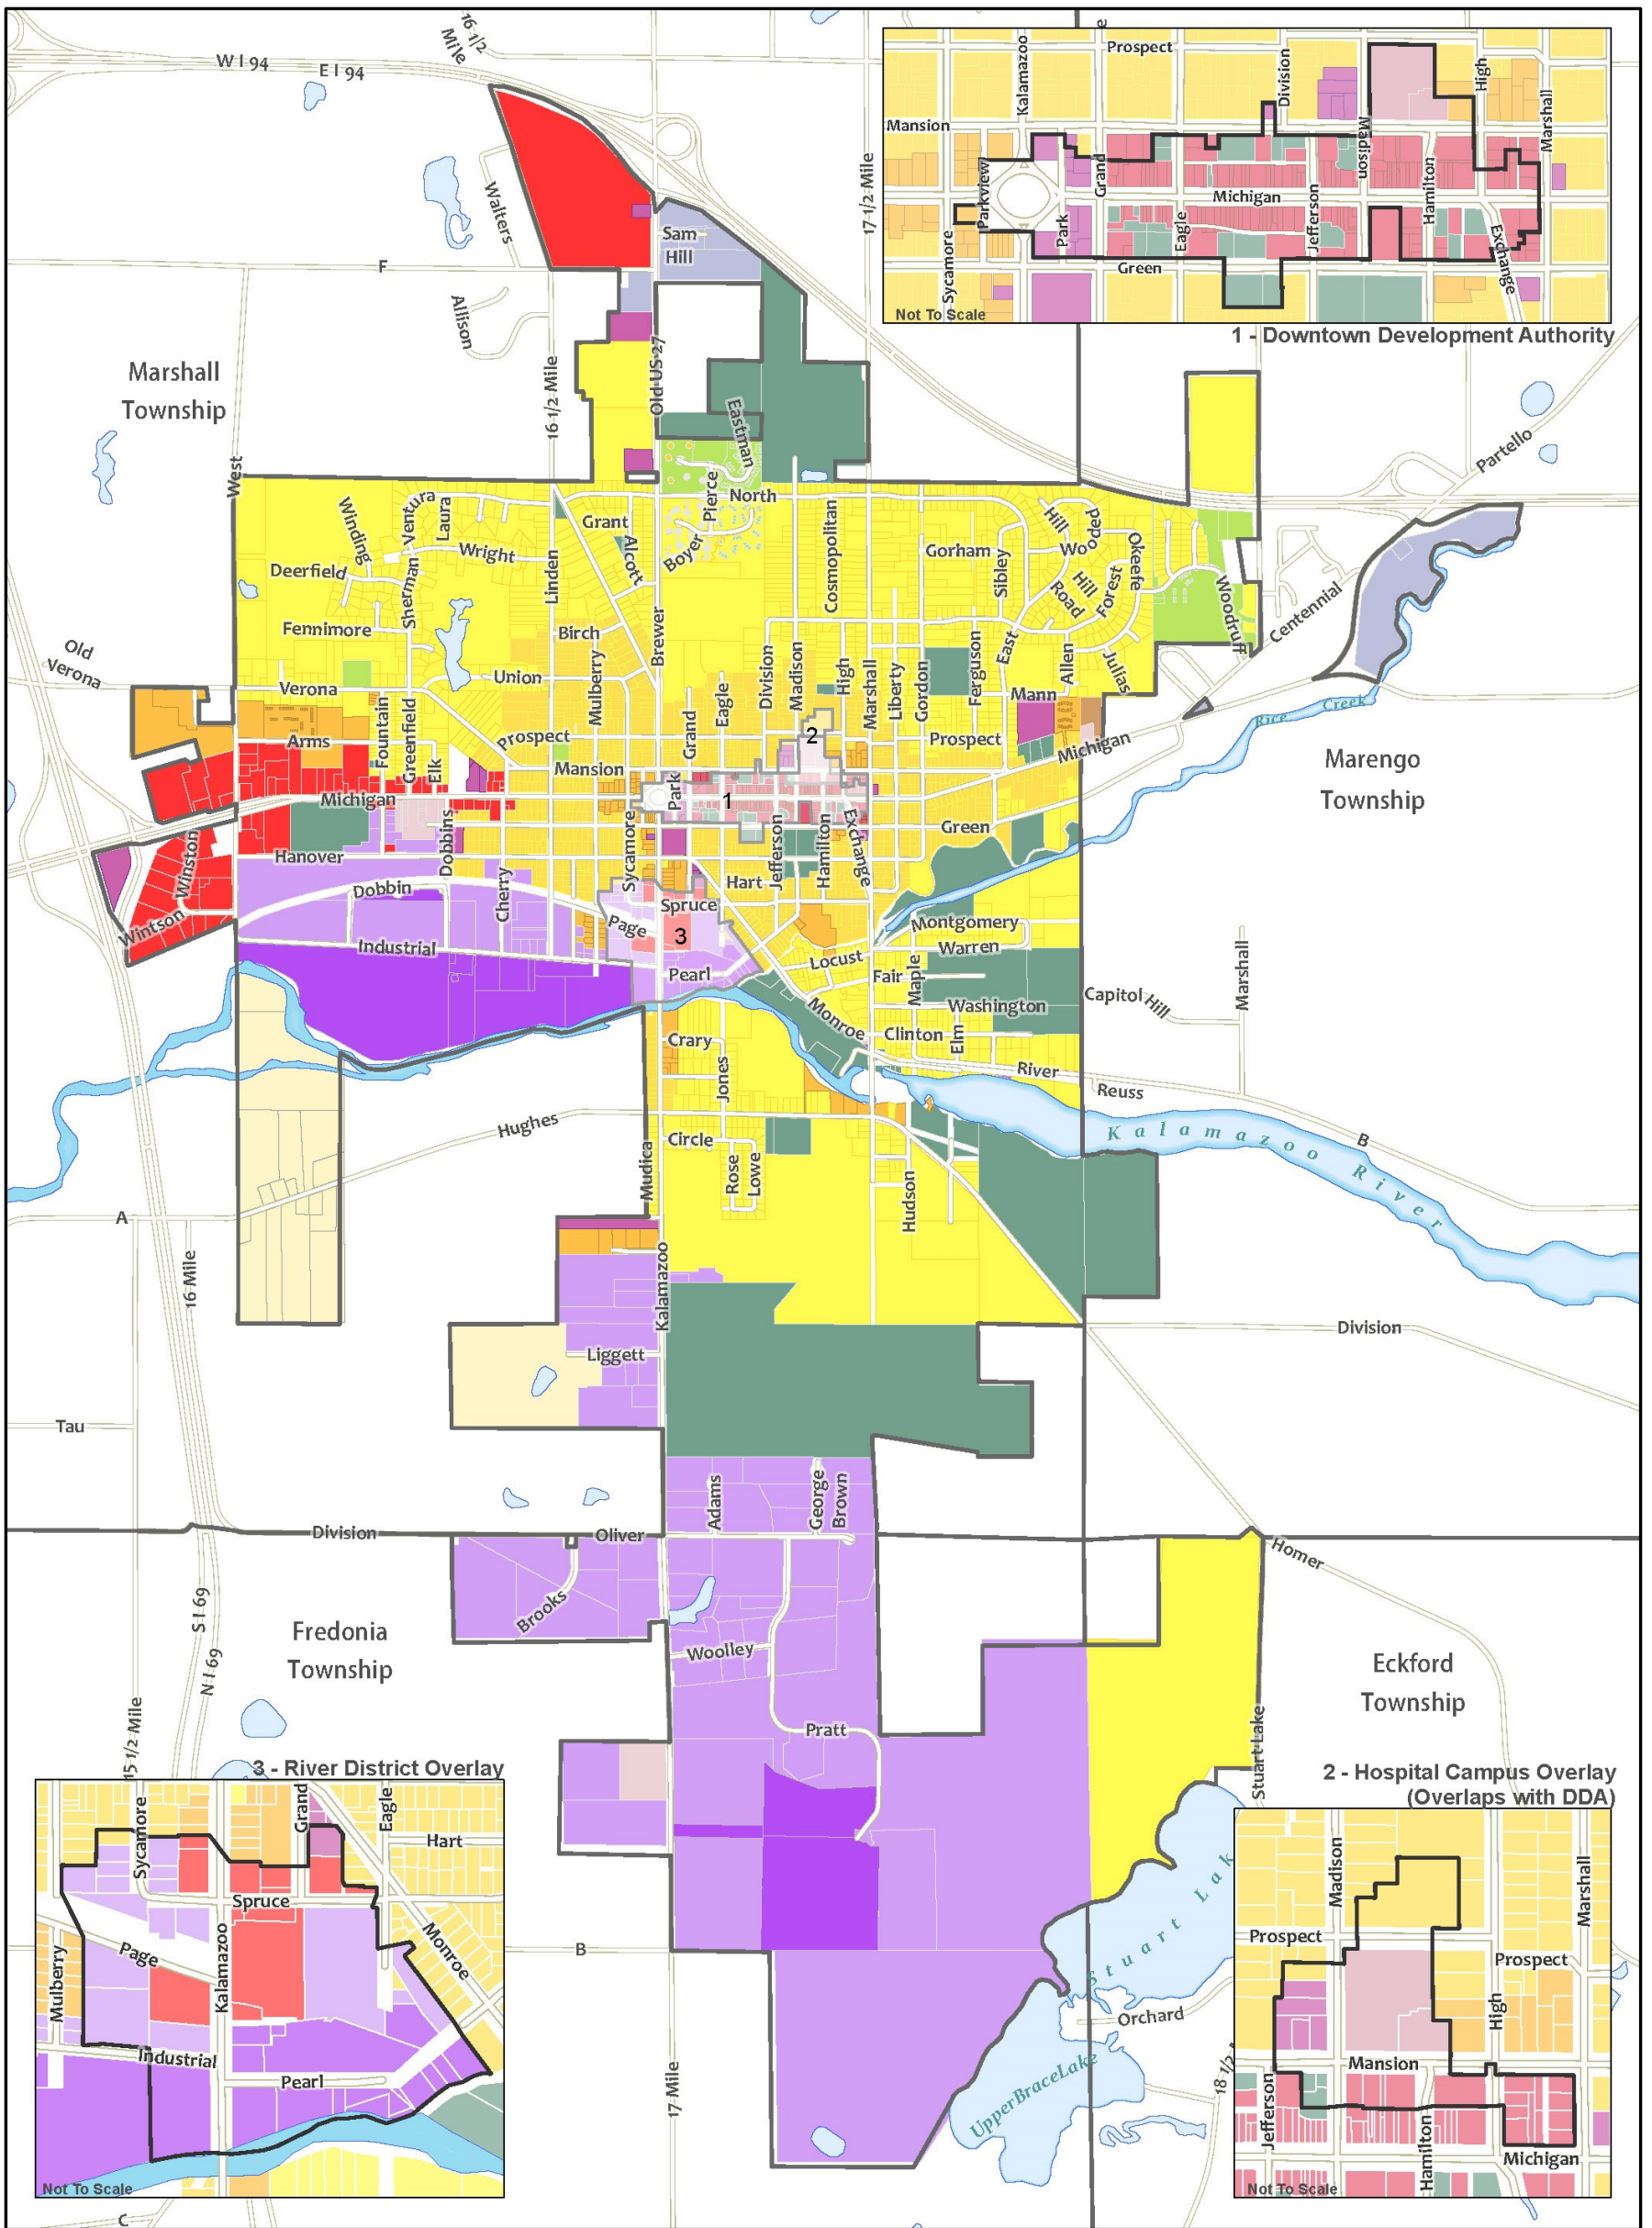 16 1/2
Mile
W I 94
E I 94
Walters
17-1/2-Mile
Sam
Hill
F
Allison
16-1/2-Mile
Old US 27
Marshall
Township
Eastman
Partello
West
North
Pierce
Boyer
Grant
Alcott
Winding
Ventura
Laura
Wright
Linden
Deerfield
Sherman
Cosmopolitan
Gorham
Sibley
Hill
Wooded
Okeefe
Hill
Road
Forest
Woodruff
Centennial
Fennimore
Birch
Brewer
Old
Verona
Verona
Union
Mulberry
Grand
Eagle
Division
Madison
High
Marshall
Liberty
Gordon
Ferguson
East
Mann
Allen
Julias
Rice Creek
Arms
Fountain
Greenfield
Elk
Prospect
Mansion
2
Prospect
Michigan
Marengo
Township
Michigan
Park
1
Dobbins
Sycamore
Jefferson
Hamilton
Exchange
Green
Winston
Hanover
Hart
Dobbin
Cherry
Spruce
Wintson
Page
3
Montgomery
Industrial
Locust
Warren
Pearl
Fair
Maple
Marshall
Washington
Capitol Hill
Monroe
Clinton
Elm
Crary
Jones
River
Reuss
Hughes
Kalamazoo River
B
Circle
Mudica
Rose
Lowe
Hudson
A
16 Mile
Kalamazoo
Division
Liggett
Tau
Adams
George
Brown
Division
Oliver
Homer
S I 69
Brooks
Fredonia
Township
N I 69
Woolley
Eckford
Township
15 1/2 Mile
Pratt
Stuart Lake
B
Stuart Lak
Orchard
17 Mile
UpperBraceLake
18 1/2
C
Kalamazoo
Prospect
Division
High
Marshall
Mansion
Madison
Parkview
Grand
Michigan
Hamilton
Sycamore
Park
Eagle
Jefferson
Exchange
Green
Not To Scale
1 - Downtown Development Authority
3 - River District Overlay
Sycamore
Grand
Eagle
Hart
Spruce
Page
Kalamazoo
Monroe
Mulberry
Industrial
Pearl
Not To Scale
2 - Hospital Campus Overlay
(Overlaps with DDA)
Madison
Marshall
Prospect
Prospect
High
Mansion
Jefferson
Hamilton
Michigan
Not To Scale